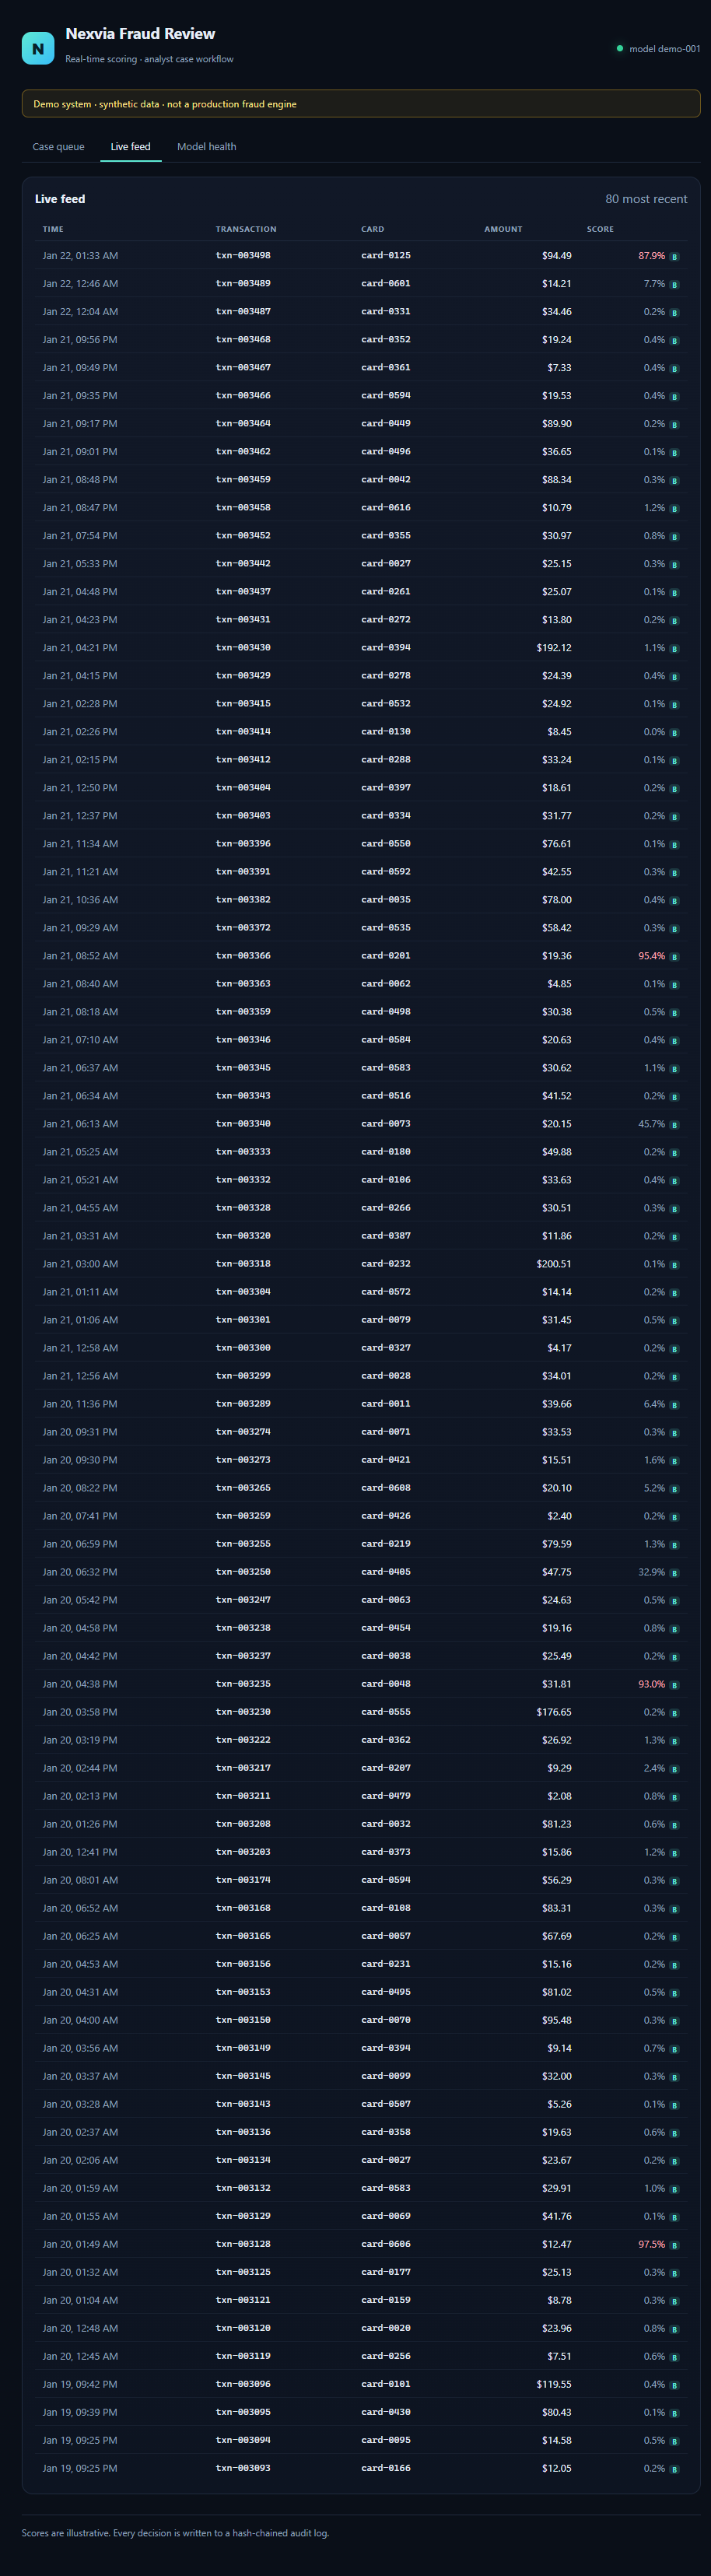 N
Nexvia Fraud Review
Real-time scoring · analyst case workflow
model demo-001
Demo system · synthetic data · not a production fraud engine
Case queue Live feed Model health
Live feed 80 most recent
TIME TRANSACTION CARD AMOUNT SCORE
Jan 22, 01:33 AM txn-003498 card-0125 $94.49 87.9% B
Jan 22, 12:46 AM txn-003489 card-0601 $14.21 7.7% B
Jan 22, 12:04 AM txn-003487 card-0331 $34.46 0.2% B
Jan 21, 09:56 PM txn-003468 card-0352 $19.24 0.4% B
Jan 21, 09:49 PM txn-003467 card-0361 $7.33 0.4% B
Jan 21, 09:35 PM txn-003466 card-0594 $19.53 0.4% B
Jan 21, 09:17 PM txn-003464 card-0449 $89.90 0.2% B
Jan 21, 09:01 PM txn-003462 card-0496 $36.65 0.1% B
Jan 21, 08:48 PM txn-003459 card-0042 $88.34 0.3% B
Jan 21, 08:47 PM txn-003458 card-0616 $10.79 1.2% B
Jan 21, 07:54 PM txn-003452 card-0355 $30.97 0.8% B
Jan 21, 05:33 PM txn-003442 card-0027 $25.15 0.3% B
Jan 21, 04:48 PM txn-003437 card-0261 $25.07 0.1% B
Jan 21, 04:23 PM txn-003431 card-0272 $13.80 0.2% B
Jan 21, 04:21 PM txn-003430 card-0394 $192.12 1.1% B
Jan 21, 04:15 PM txn-003429 card-0278 $24.39 0.4% B
Jan 21, 02:28 PM txn-003415 card-0532 $24.92 0.1% B
Jan 21, 02:26 PM txn-003414 card-0130 $8.45 0.0% B
Jan 21, 02:15 PM txn-003412 card-0288 $33.24 0.1% B
Jan 21, 12:50 PM txn-003404 card-0397 $18.61 0.2% B
Jan 21, 12:37 PM txn-003403 card-0334 $31.77 0.2% B
Jan 21, 11:34 AM txn-003396 card-0550 $76.61 0.1% B
Jan 21, 11:21 AM txn-003391 card-0592 $42.55 0.3% B
Jan 21, 10:36 AM txn-003382 card-0035 $78.00 0.4% B
Jan 21, 09:29 AM txn-003372 card-0535 $58.42 0.3% B
Jan 21, 08:52 AM txn-003366 card-0201 $19.36 95.4% B
Jan 21, 08:40 AM txn-003363 card-0062 $4.85 0.1% B
Jan 21, 08:18 AM txn-003359 card-0498 $30.38 0.5% B
Jan 21, 07:10 AM txn-003346 card-0584 $20.63 0.4% B
Jan 21, 06:37 AM txn-003345 card-0583 $30.62 1.1% B
Jan 21, 06:34 AM txn-003343 card-0516 $41.52 0.2% B
Jan 21, 06:13 AM txn-003340 card-0073 $20.15 45.7% B
Jan 21, 05:25 AM txn-003333 card-0180 $49.88 0.2% B
Jan 21, 05:21 AM txn-003332 card-0106 $33.63 0.4% B
Jan 21, 04:55 AM txn-003328 card-0266 $30.51 0.3% B
Jan 21, 03:31 AM txn-003320 card-0387 $11.86 0.2% B
Jan 21, 03:00 AM txn-003318 card-0232 $200.51 0.1% B
Jan 21, 01:11 AM txn-003304 card-0572 $14.14 0.2% B
Jan 21, 01:06 AM txn-003301 card-0079 $31.45 0.5% B
Jan 21, 12:58 AM txn-003300 card-0327 $4.17 0.2% B
Jan 21, 12:56 AM txn-003299 card-0028 $34.01 0.2% B
Jan 20, 11:36 PM txn-003289 card-0011 $39.66 6.4% B
Jan 20, 09:31 PM txn-003274 card-0071 $33.53 0.3% B
Jan 20, 09:30 PM txn-003273 card-0421 $15.51 1.6% B
Jan 20, 08:22 PM txn-003265 card-0608 $20.10 5.2% B
Jan 20, 07:41 PM txn-003259 card-0426 $2.40 0.2% B
Jan 20, 06:59 PM txn-003255 card-0219 $79.59 1.3% B
Jan 20, 06:32 PM txn-003250 card-0405 $47.75 32.9% B
Jan 20, 05:42 PM txn-003247 card-0063 $24.63 0.5% B
Jan 20, 04:58 PM txn-003238 card-0454 $19.16 0.8% B
Jan 20, 04:42 PM txn-003237 card-0038 $25.49 0.2% B
Jan 20, 04:38 PM txn-003235 card-0048 $31.81 93.0% B
Jan 20, 03:58 PM txn-003230 card-0555 $176.65 0.2% B
Jan 20, 03:19 PM txn-003222 card-0362 $26.92 1.3% B
Jan 20, 02:44 PM txn-003217 card-0207 $9.29 2.4% B
Jan 20, 02:13 PM txn-003211 card-0479 $2.08 0.8% B
Jan 20, 01:26 PM txn-003208 card-0032 $81.23 0.6% B
Jan 20, 12:41 PM txn-003203 card-0373 $15.86 1.2% B
Jan 20, 08:01 AM txn-003174 card-0594 $56.29 0.3% B
Jan 20, 06:52 AM txn-003168 card-0108 $83.31 0.3% B
Jan 20, 06:25 AM txn-003165 card-0057 $67.69 0.2% B
Jan 20, 04:53 AM txn-003156 card-0231 $15.16 0.2% B
Jan 20, 04:31 AM txn-003153 card-0495 $81.02 0.5% B
Jan 20, 04:00 AM txn-003150 card-0070 $95.48 0.3% B
Jan 20, 03:56 AM txn-003149 card-0394 $9.14 0.7% B
Jan 20, 03:37 AM txn-003145 card-0099 $32.00 0.3% B
Jan 20, 03:28 AM txn-003143 card-0507 $5.26 0.1% B
Jan 20, 02:37 AM txn-003136 card-0358 $19.63 0.6% B
Jan 20, 02:06 AM txn-003134 card-0027 $23.67 0.2% B
Jan 20, 01:59 AM txn-003132 card-0583 $29.91 1.0% B
Jan 20, 01:55 AM txn-003129 card-0069 $41.76 0.1% B
Jan 20, 01:49 AM txn-003128 card-0606 $12.47 97.5% B
Jan 20, 01:32 AM txn-003125 card-0177 $25.13 0.3% B
Jan 20, 01:04 AM txn-003121 card-0159 $8.78 0.3% B
Jan 20, 12:48 AM txn-003120 card-0020 $23.96 0.8% B
Jan 20, 12:45 AM txn-003119 card-0256 $7.51 0.6% B
Jan 19, 09:42 PM txn-003096 card-0101 $119.55 0.4% B
Jan 19, 09:39 PM txn-003095 card-0430 $80.43 0.1% B
Jan 19, 09:25 PM txn-003094 card-0095 $14.58 0.5% B
Jan 19, 09:25 PM txn-003093 card-0166 $12.05 0.2% B
Scores are illustrative. Every decision is written to a hash-chained audit log.